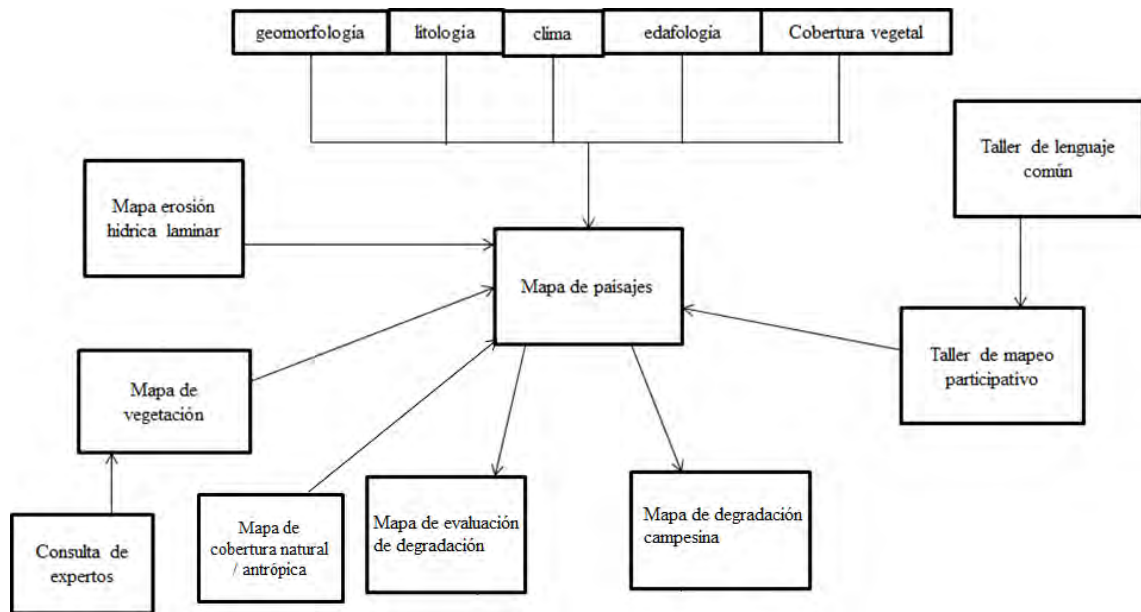 geomorfología
litología
clima
edafología
Cobertura vegetal
Taller de lenguaje
común
Mapa erosión
hídrica laminar
Mapa de paisajes
Taller de mapeo
participativo
Mapa de
vegetación
Consulta de
expertos
Mapa de
cobertura natural
/ antrópica
Mapa de evaluación
de degradación
Mapa de degradación
campesina